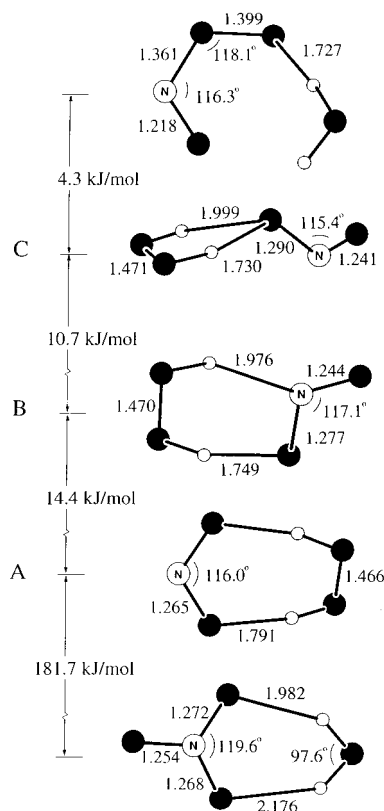 1.399
1.361
118.1°
1.727
N
116.3°
1.218
4.3 kJ/mol
C
1.999
115.4°
1.471
1.730
1.290
N
1.241
10.7 kJ/mol
B
1.976
1.244
1.470
N
117.1°
1.277
1.749
14.4 kJ/mol
A
N
116.0°
1.466
1.265
1.791
181.7 kJ/mol
1.272
1.982
N
119.6°
97.6°
1.254
1.268
2.176